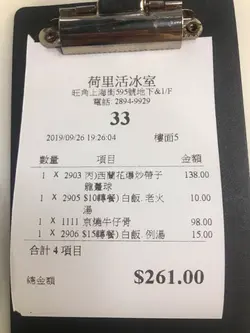 荷里活冰室
旺角上海街595號地下&1/F
電話 2894-9929
33
2019/09/26 19:26:04 樓面5
數量 項目 金額
1 X 2903 丙)西蘭花爆炒帶子 138.00
雞球
1 X 2905 $10轉餐) 白飯. 老火 10.00
湯
1 X 1111 京燒牛仔骨 98.00
1 X 2906 $15轉餐) 白飯. 例湯 15.00
合計 4 項目
總金額 $261.00